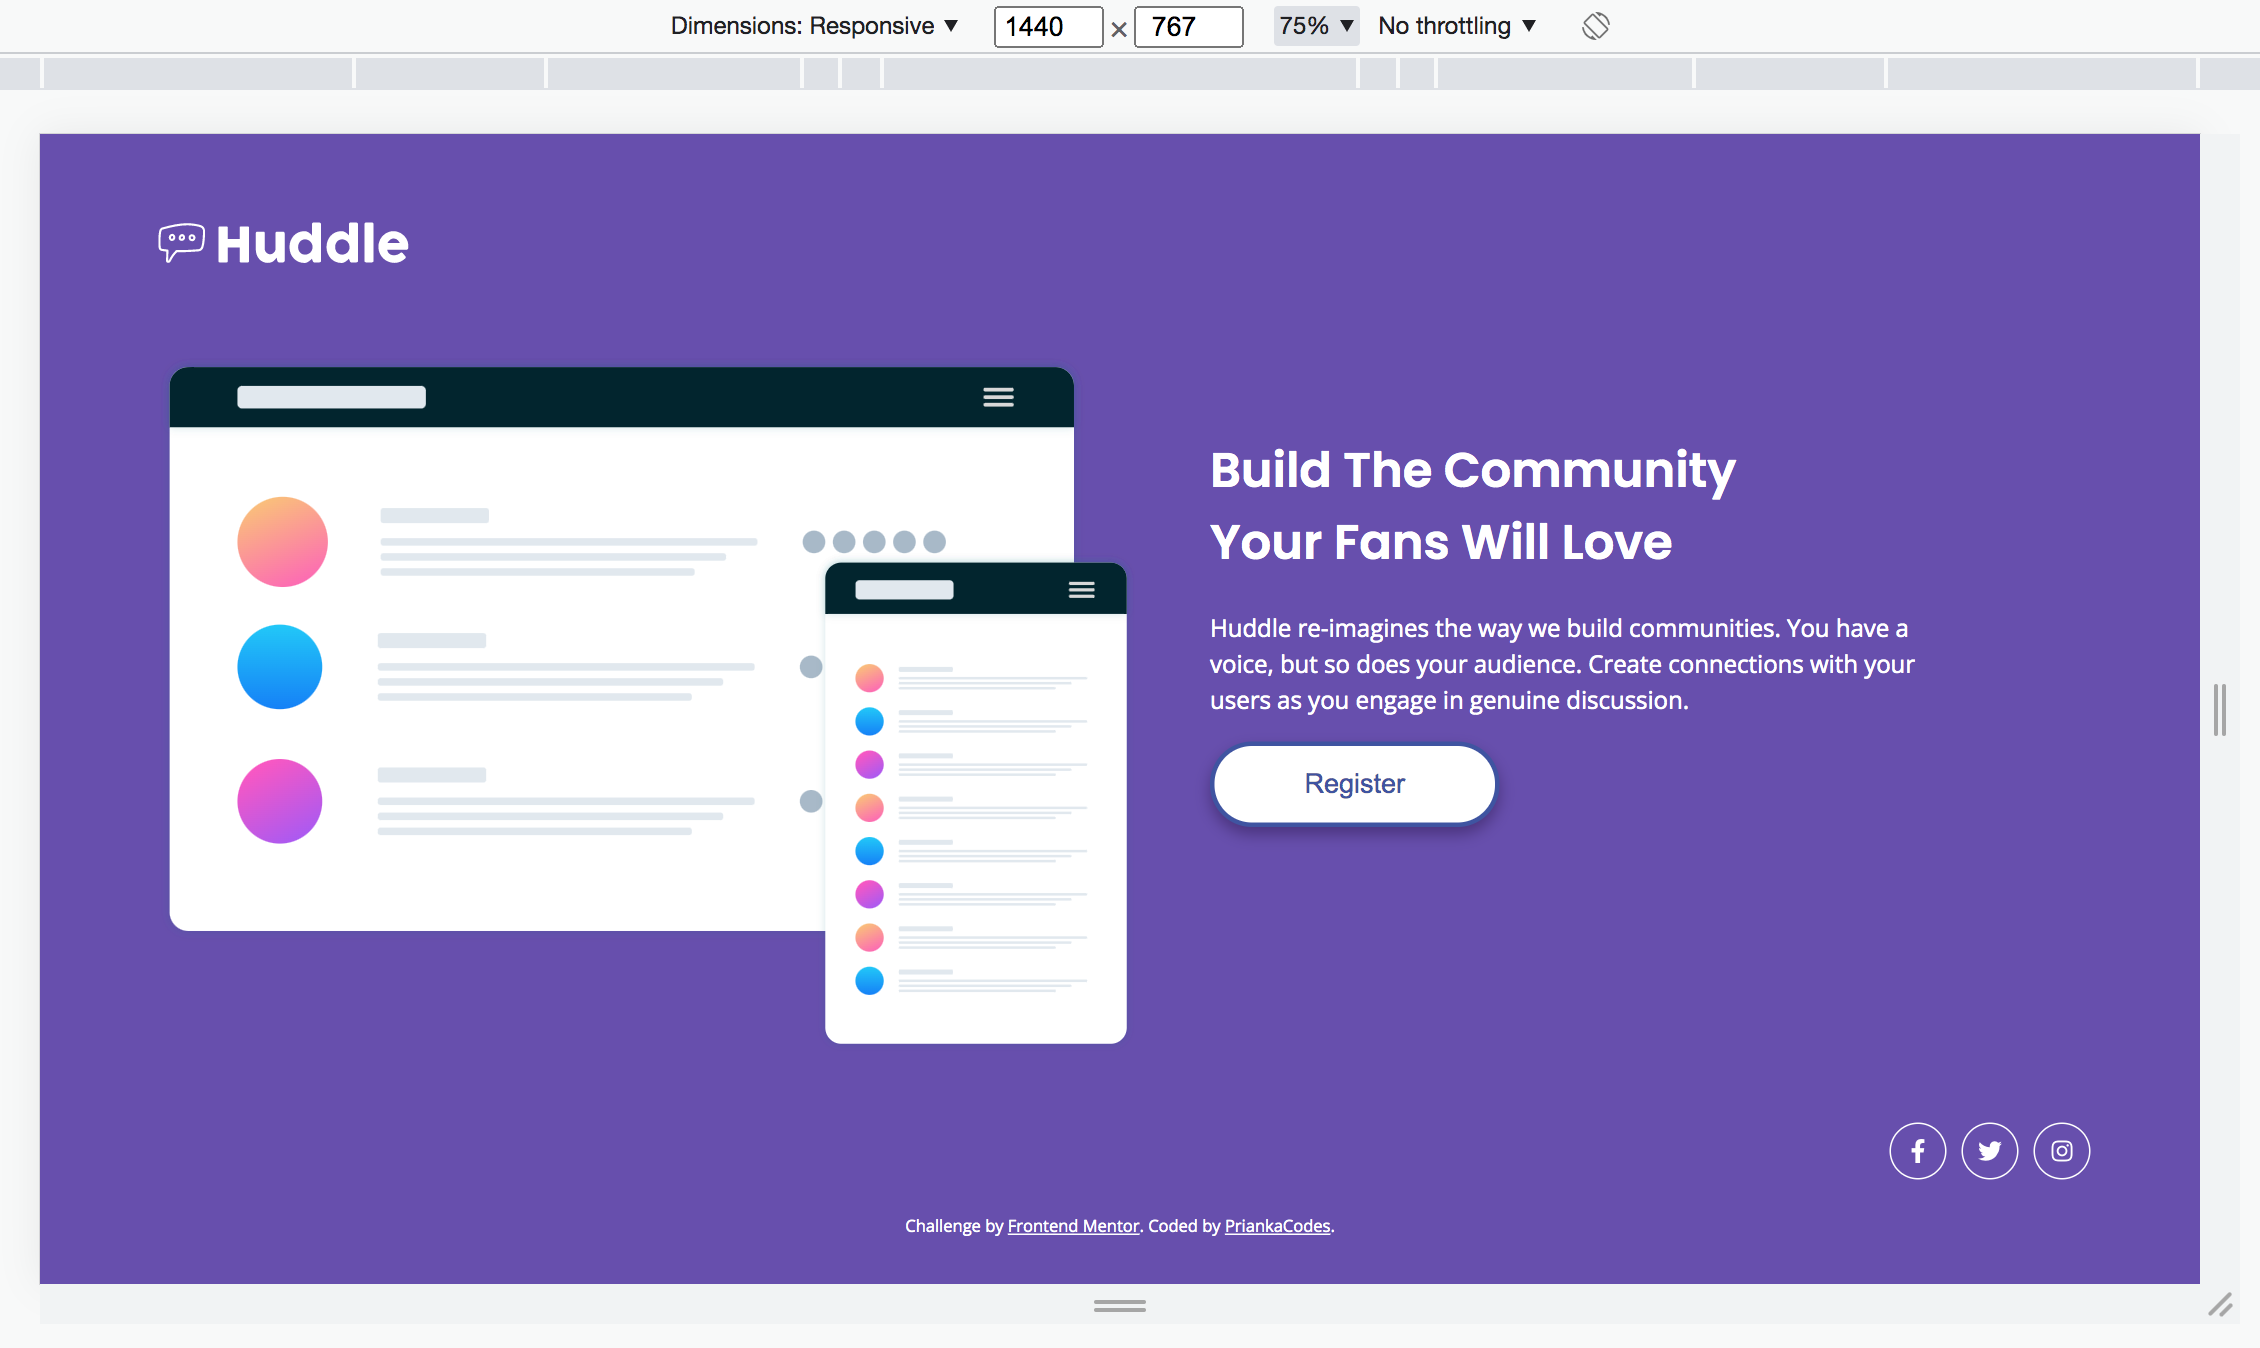 Dimensions: Responsive ▼ 1440 × 767 75% ▼ No throttling ▼
Huddle
Build The Community
Your Fans Will Love
Huddle re-imagines the way we build communities. You have a
voice, but so does your audience. Create connections with your
users as you engage in genuine discussion.
Register
Challenge by Frontend Mentor. Coded by PriankaCodes.